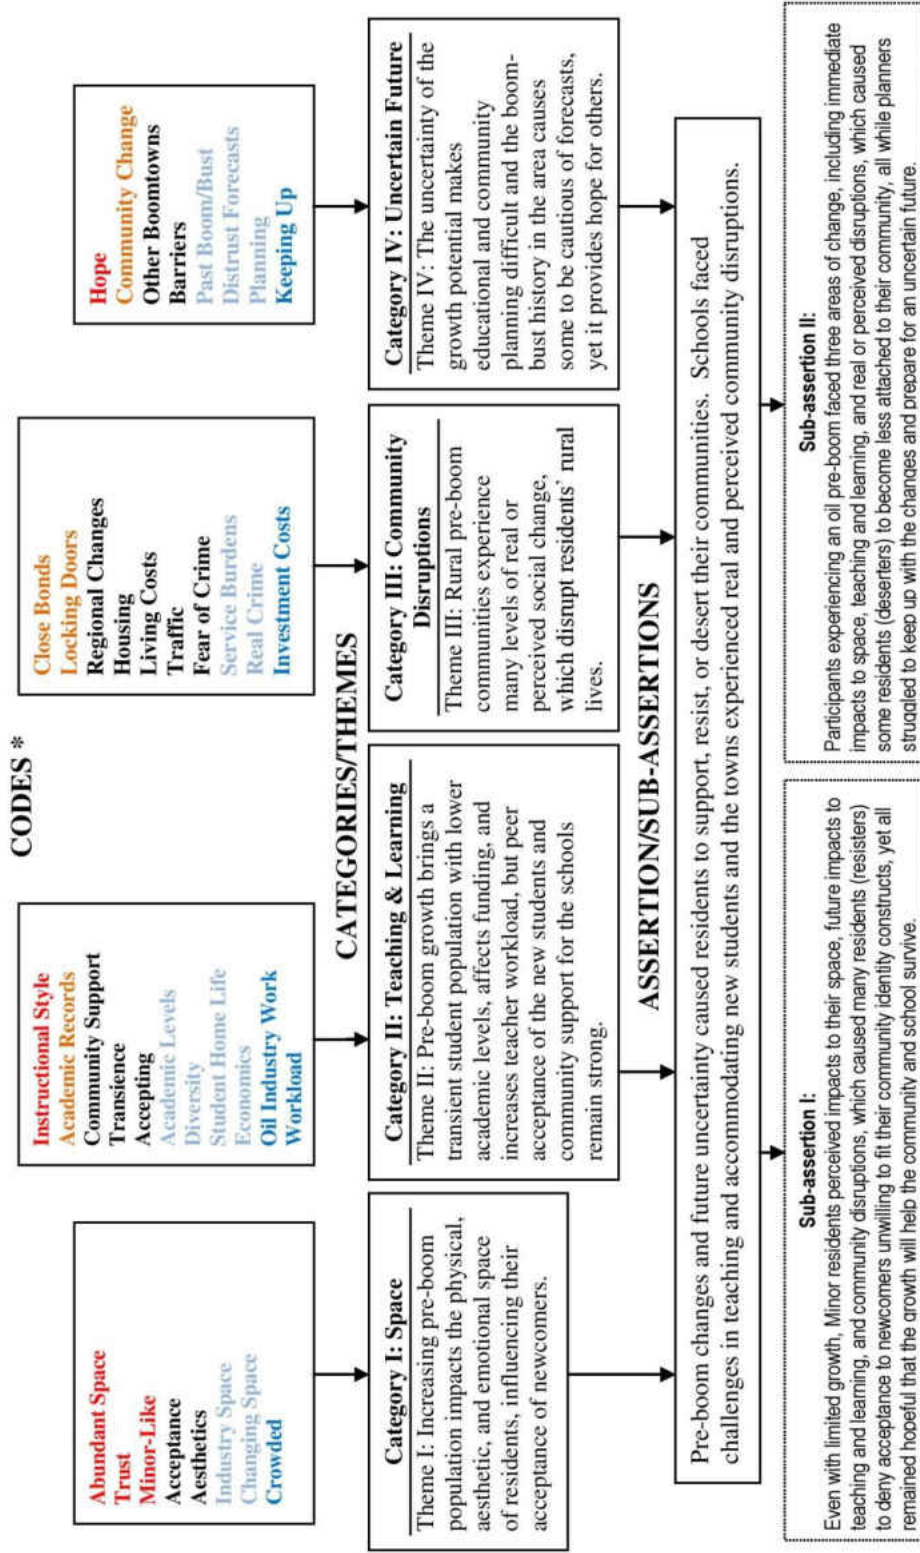 CODES *
Abundant Space
Trust
Minor-Like
Acceptance
Aesthetics
Industry Space
Changing Space
Crowded
Instructional Style
Academic Records
Community Support
Transience
Accepting
Academic Levels
Diversity
Student Home Life
Economics
Oil Industry Work
Workload
Close Bonds
Locking Doors
Regional Changes
Housing
Living Costs
Traffic
Fear of Crime
Service Burdens
Real Crime
Investment Costs
Hope
Community Change
Other Boomtowns
Barriers
Past Boom/Bust
Distrust Forecasts
Planning
Keeping Up
CATEGORIES/THEMES
Category I: Space
Theme I: Increasing pre-boom
population impacts the physical,
aesthetic, and emotional space
of residents, influencing their
acceptance of newcomers.
Category II: Teaching & Learning
Theme II: Pre-boom growth brings a
transient student population with lower
academic levels, affects funding, and
increases teacher workload, but peer
acceptance of the new students and
community support for the schools
remain strong.
Category III: Community
Disruptions
Theme III: Rural pre-boom
communities experience
many levels of real or
perceived social change,
which disrupt residents' rural
lives.
Category IV: Uncertain Future
Theme IV: The uncertainty of the
growth potential makes
educational and community
planning difficult and the boom-
bust history in the area causes
some to be cautious of forecasts,
yet it provides hope for others.
ASSERTION/SUB-ASSERTIONS
Pre-boom changes and future uncertainty caused residents to support, resist, or desert their communities. Schools faced
challenges in teaching and accommodating new students and the towns experienced real and perceived community disruptions.
Sub-assertion I:
Even with limited growth, Minor residents perceived impacts to their space, future impacts to
teaching and learning, and community disruptions, which caused many residents (resisters)
to deny acceptance to newcomers unwilling to fit their community identity constructs, yet all
remained hopeful that the growth will help the community and school survive.
Sub-assertion II:
Participants experiencing an oil pre-boom faced three areas of change, including immediate
impacts to space, teaching and learning, and real or perceived disruptions, which caused
some residents (deserters) to become less attached to their community, all while planners
struggled to keep up with the changes and prepare for an uncertain future.